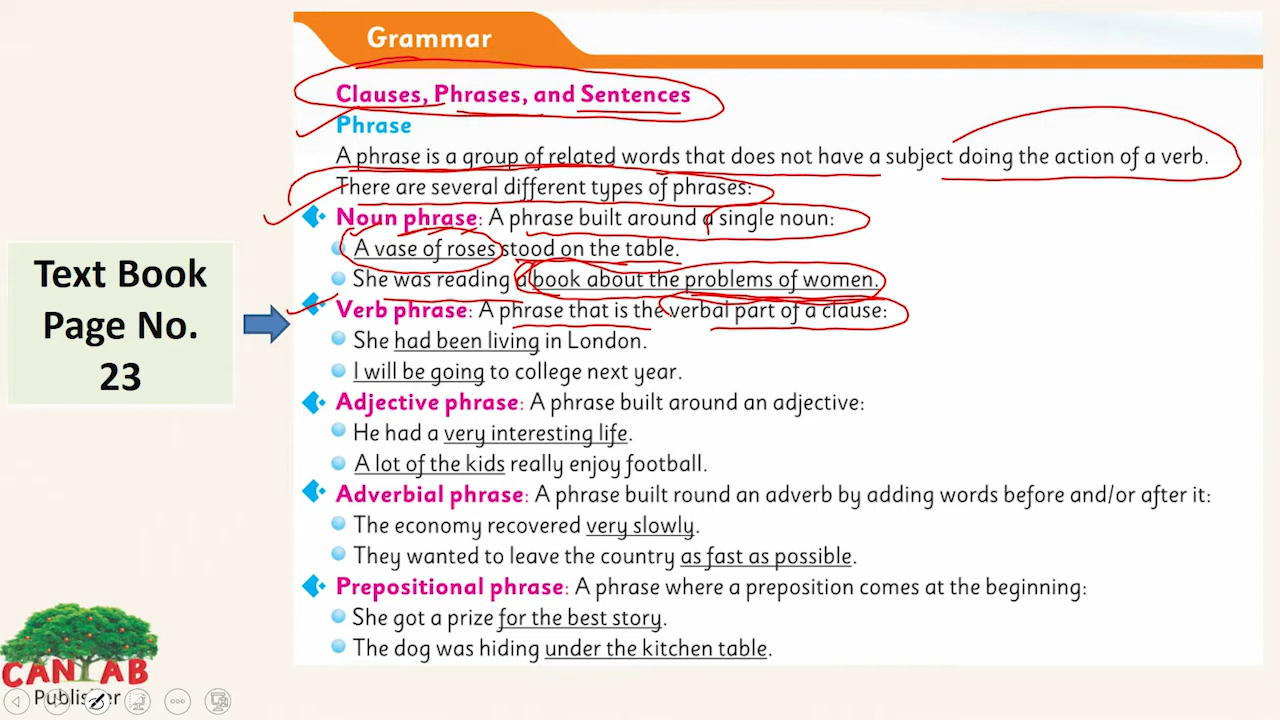 Grammar
Clauses, Phrases, and Sentences
Phrase
A phrase is a group of related words that does not have a subject doing the action of a verb.
There are several different types of phrases:
Noun phrase: A phrase built around a single noun:
A vase of roses stood on the table.
She was reading a book about the problems of women.
Verb phrase: A phrase that is the verbal part of a clause:
She had been living in London.
I will be going to college next year.
Adjective phrase: A phrase built around an adjective:
He had a very interesting life.
A lot of the kids really enjoy football.
Adverbial phrase: A phrase built round an adverb by adding words before and/or after it:
The economy recovered very slowly.
They wanted to leave the country as fast as possible.
Prepositional phrase: A phrase where a preposition comes at the beginning:
She got a prize for the best story.
The dog was hiding under the kitchen table.
Text Book
Page No.
23
CANTAB
Publisher